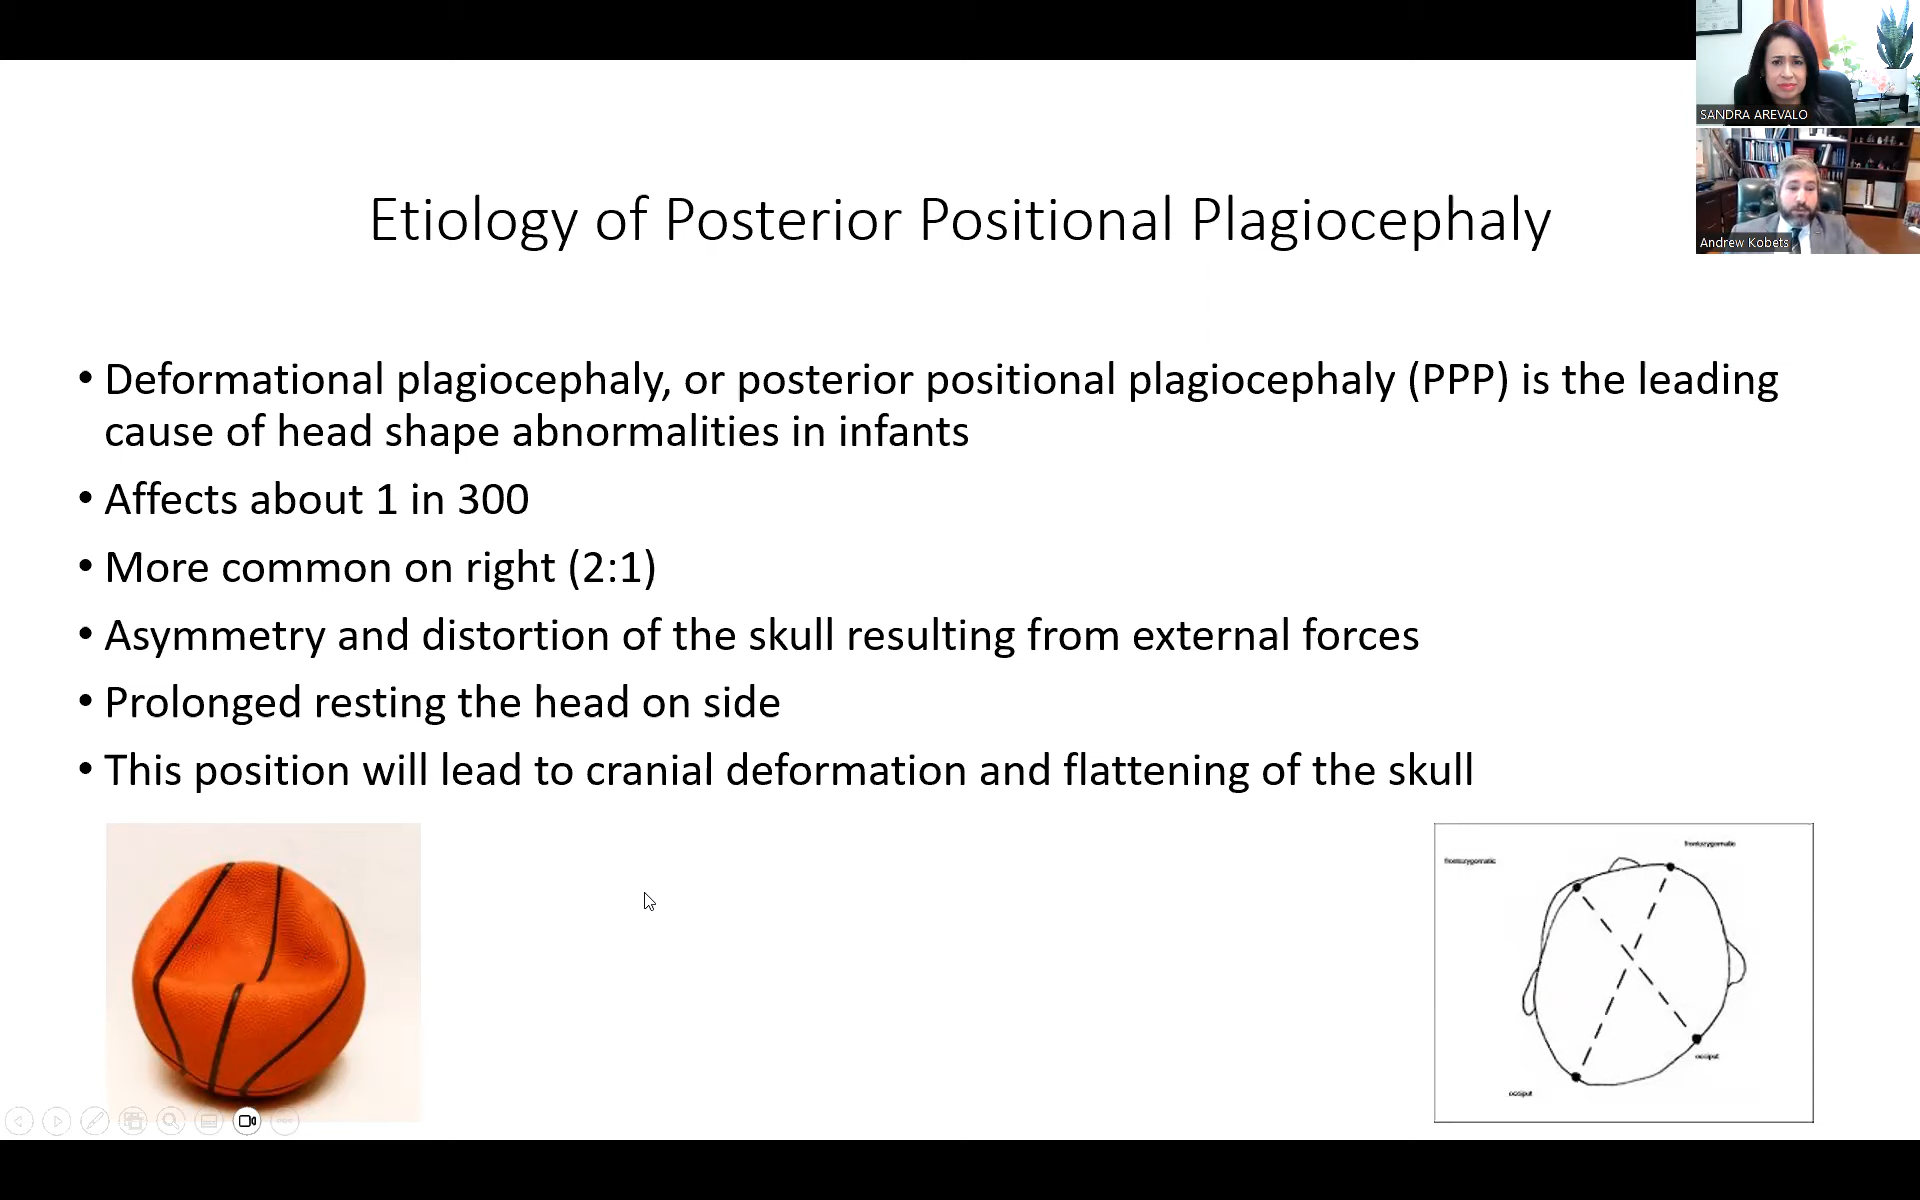 SANDRA AREVALO
Andrew Kobets
Etiology of Posterior Positional Plagiocephaly
• Deformational plagiocephaly, or posterior positional plagiocephaly (PPP) is the leading
cause of head shape abnormalities in infants
• Affects about 1 in 300
• More common on right (2:1)
• Asymmetry and distortion of the skull resulting from external forces
• Prolonged resting the head on side
• This position will lead to cranial deformation and flattening of the skull
frontozygomatic
frontozygomatic
occiput
occiput